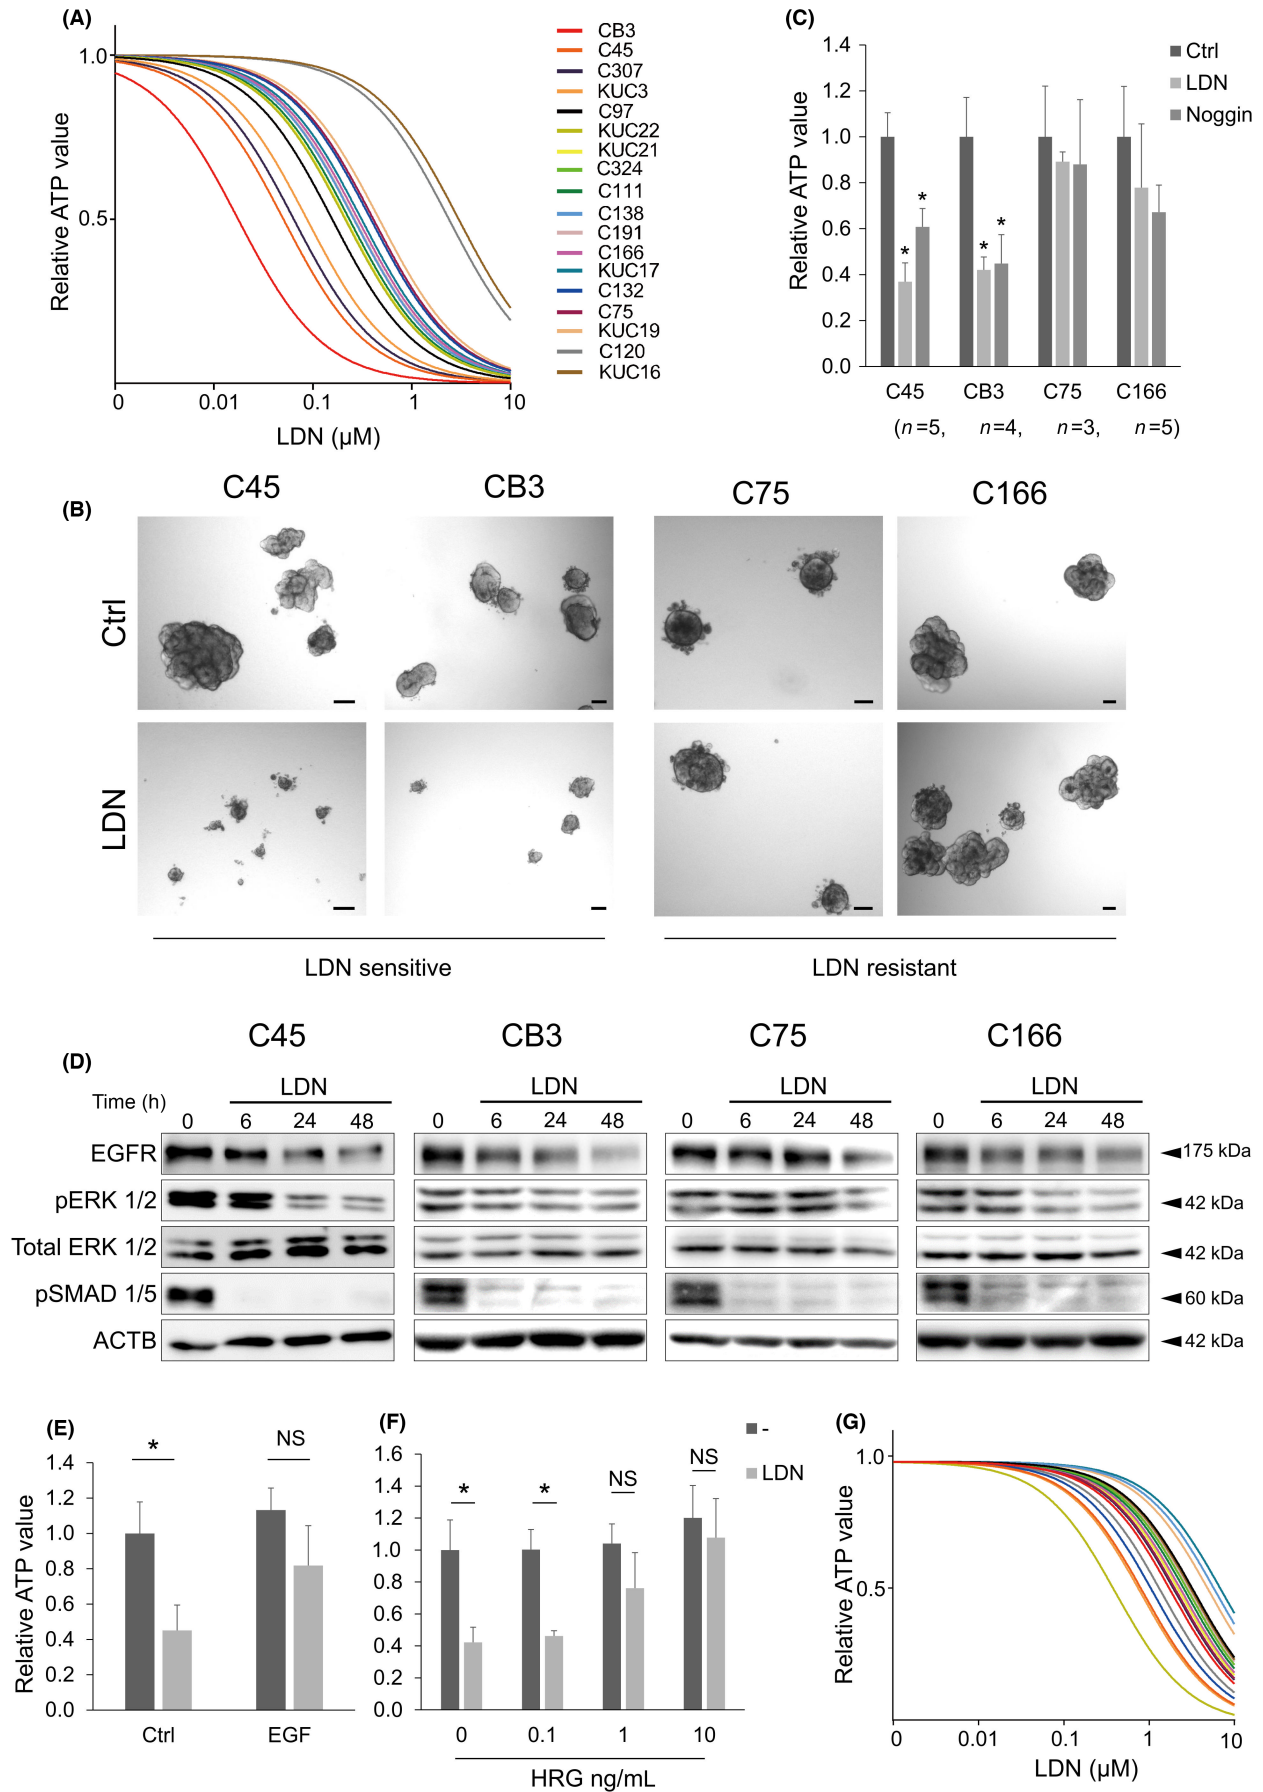 (A)
1.0
0.5
Relative ATP value
0 0.01 0.1 1 10
LDN (µM)
CB3
C45
C307
KUC3
C97
KUC22
KUC21
C324
C111
C138
C191
C166
KUC17
C132
C75
KUC19
C120
KUC16
(C)
1.4
1.2
1.0
0.8
0.6
0.4
0.2
0.0
Relative ATP value
* * * *
Ctrl
LDN
Noggin
C45 CB3 C75 C166
(n=5, n=4, n=3, n=5)
(B)
C45 CB3 C75 C166
Ctrl
LDN
LDN sensitive LDN resistant
(D)
C45 CB3 C75 C166
LDN LDN LDN LDN
Time (h) 0 6 24 48 0 6 24 48 0 6 24 48 0 6 24 48
EGFR 175 kDa
pERK 1/2 42 kDa
Total ERK 1/2 42 kDa
pSMAD 1/5 60 kDa
ACTB 42 kDa
(E)
1.4
1.2
1.0
0.8
0.6
0.4
0.2
0.0
Relative ATP value
* NS
Ctrl EGF
(F)
1.6
1.4
1.2
1.0
0.8
0.6
0.4
0.2
0.0
* * NS NS
-
LDN
0 0.1 1 10
HRG ng/mL
(G)
1.0
0.5
Relative ATP value
0 0.01 0.1 1 10
LDN (µM)